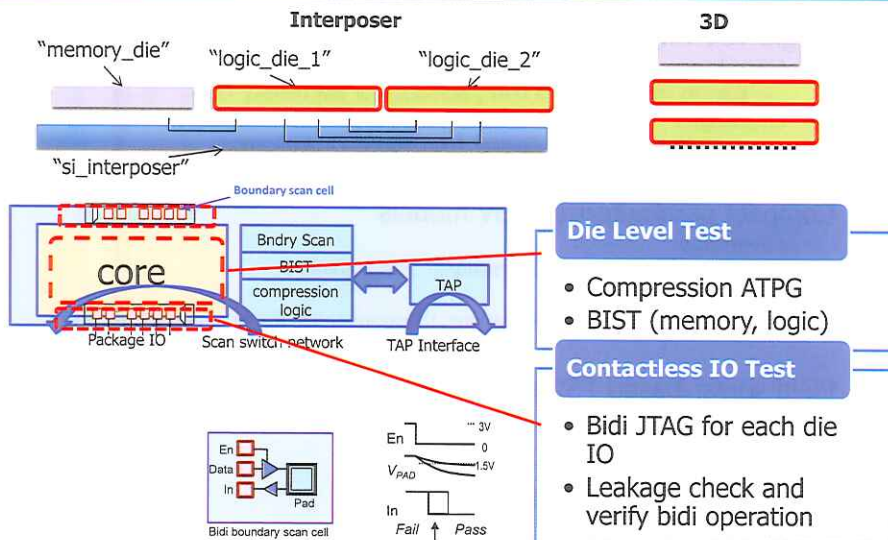 Interposer
3D
"memory_die"
"logic_die_1"
"logic_die_2"
"si_interposer"
Boundary scan cell
core
Bndry Scan
BIST
compression
logic
TAP
Package IO
Scan switch network
TAP Interface
Die Level Test
• Compression ATPG
• BIST (memory, logic)
Contactless IO Test
• Bidi JTAG for each die
IO
• Leakage check and
verify bidi operation
En
Data
In
Pad
Bidi boundary scan cell
En
3V
0
VPAD
1.5V
In
Fail
Pass